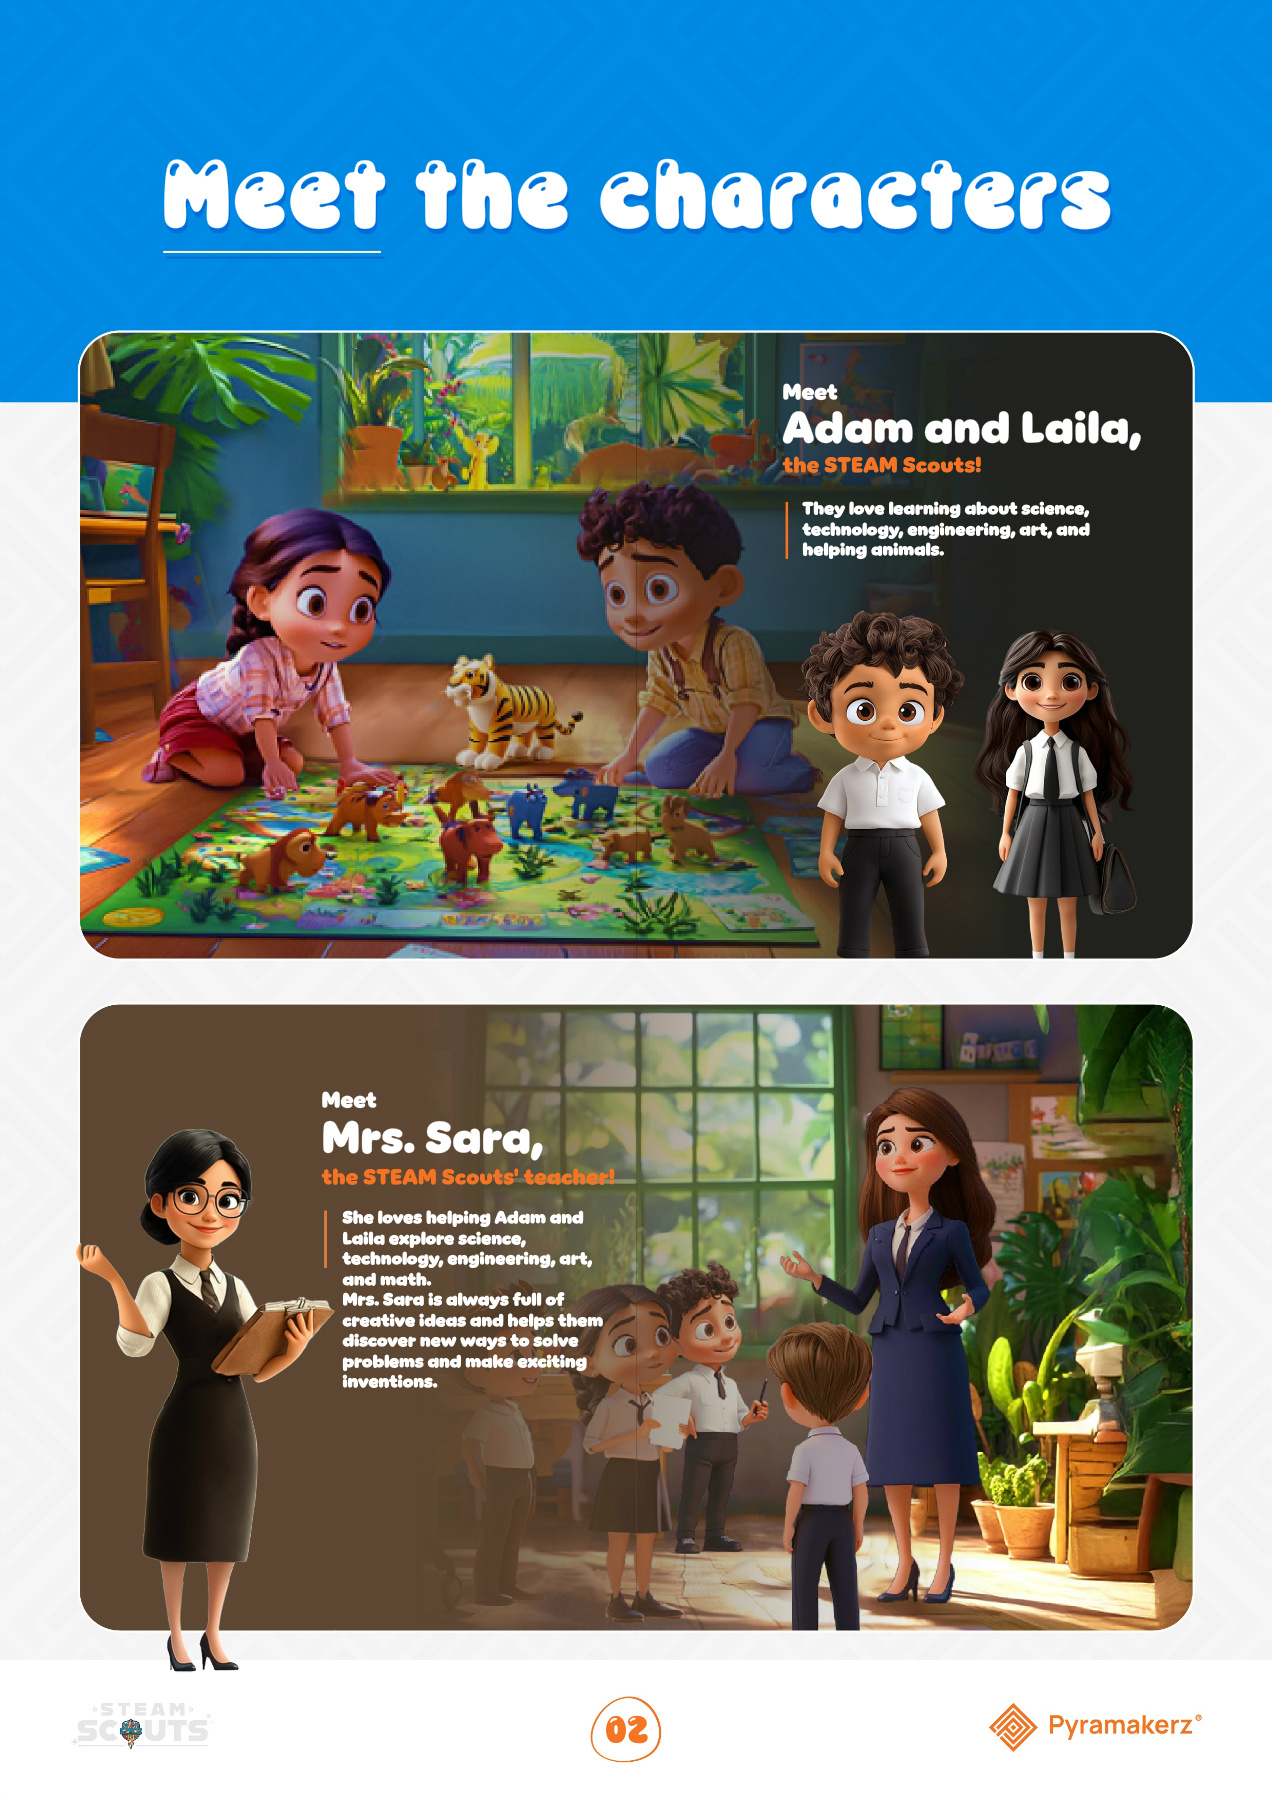 Meet the characters
Meet
Adam and Laila,
the STEAM Scouts!
They love learning about science,
technology, engineering, art, and
helping animals.
Meet
Mrs. Sara,
the STEAM Scouts' teacher!
She loves helping Adam and
Laila explore science,
technology, engineering, art,
and math.
Mrs. Sara is always full of
creative ideas and helps them
discover new ways to solve
problems and make exciting
inventions.
STEAM
SCOUTS
02
Pyramakerz®